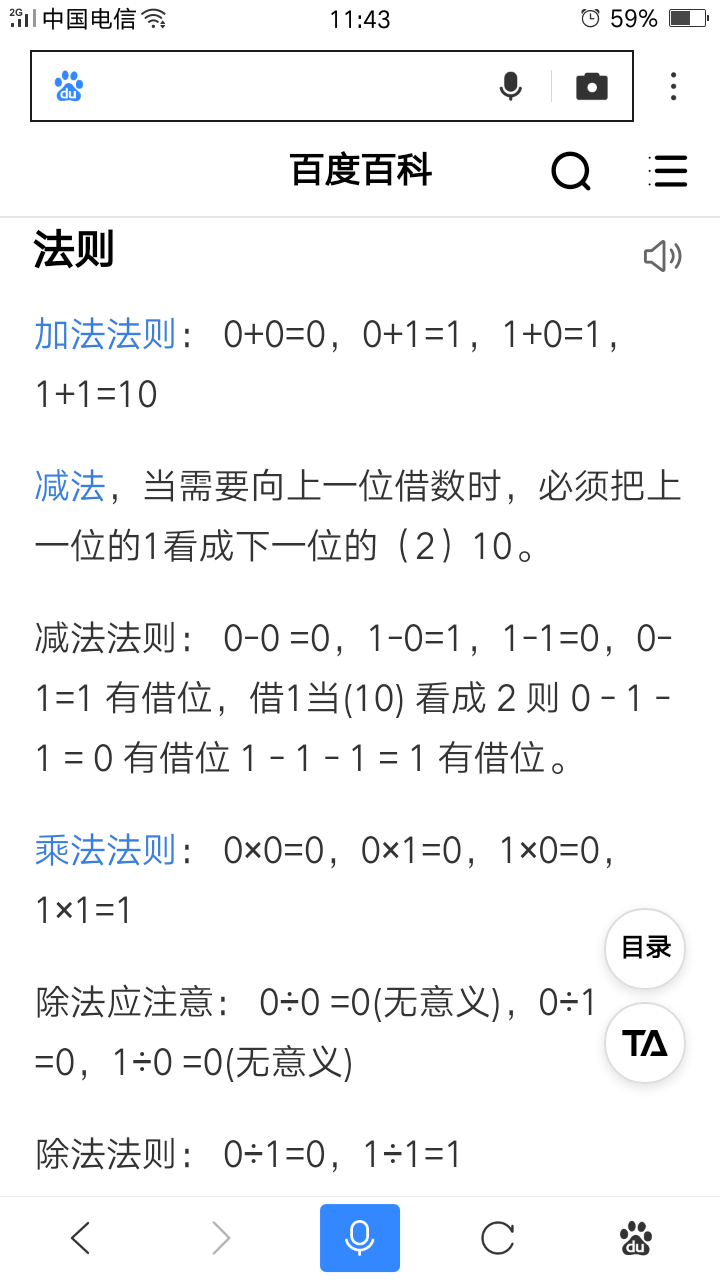 2G 中国电信 11:43 59%
du
百度百科
法则
加法法则： 0+0=0，0+1=1，1+0=1，
1+1=10
减法，当需要向上一位借数时，必须把上
一位的1看成下一位的（2）10。
减法法则： 0-0 =0，1-0=1，1-1=0，0-
1=1 有借位，借1当(10) 看成 2 则 0 - 1 -
1 = 0 有借位 1 - 1 - 1 = 1 有借位。
乘法法则： 0×0=0，0×1=0，1×0=0，
1×1=1
目录
除法应注意： 0÷0 =0(无意义)，0÷1
=0，1÷0 =0(无意义)
TA
除法法则： 0÷1=0，1÷1=1
du